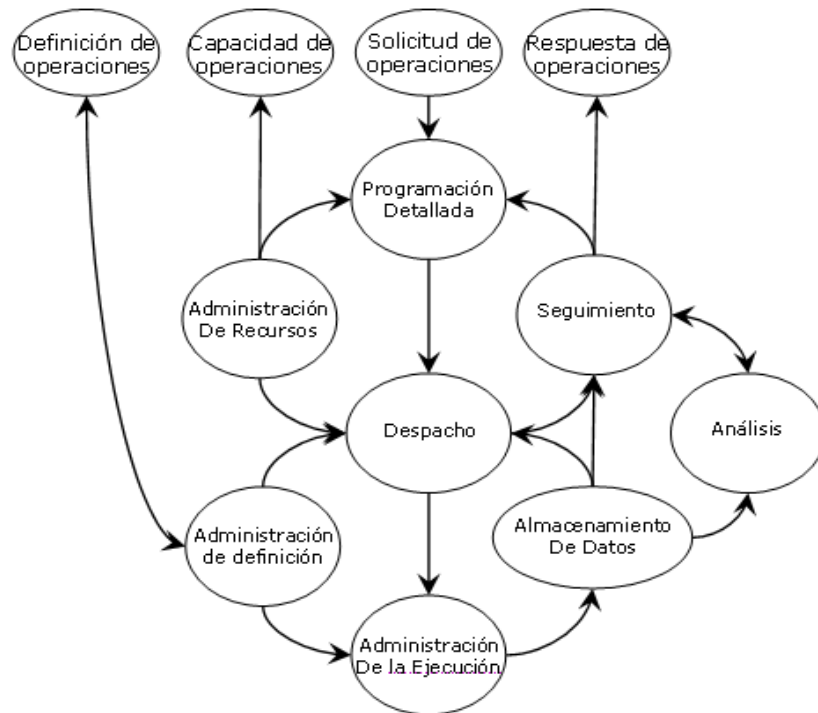 Definición de
operaciones
Capacidad de
operaciones
Solicitud de
operaciones
Respuesta de
operaciones
Programación
Detallada
Administración
De Recursos
Seguimiento
Despacho
Análisis
Administración
de definición
Almacenamiento
De Datos
Administración
De la Ejecución